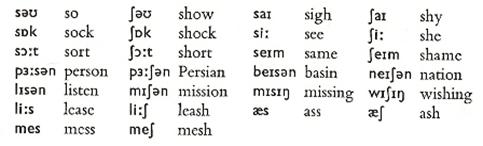 səʊ so ʃəʊ show saɪ sigh ʃaɪ shy
sɒk sock ʃɒk shock siː see ʃiː she
sɔːt sort ʃɔːt short seɪm same ʃeɪm shame
pɜːsən person pɜːʃən Persian beɪsən basin neɪʃən nation
lɪsən listen mɪʃən mission mɪsɪŋ missing wɪʃɪŋ wishing
liːs lease liːʃ leash æs ass æʃ ash
mes mess meʃ mesh